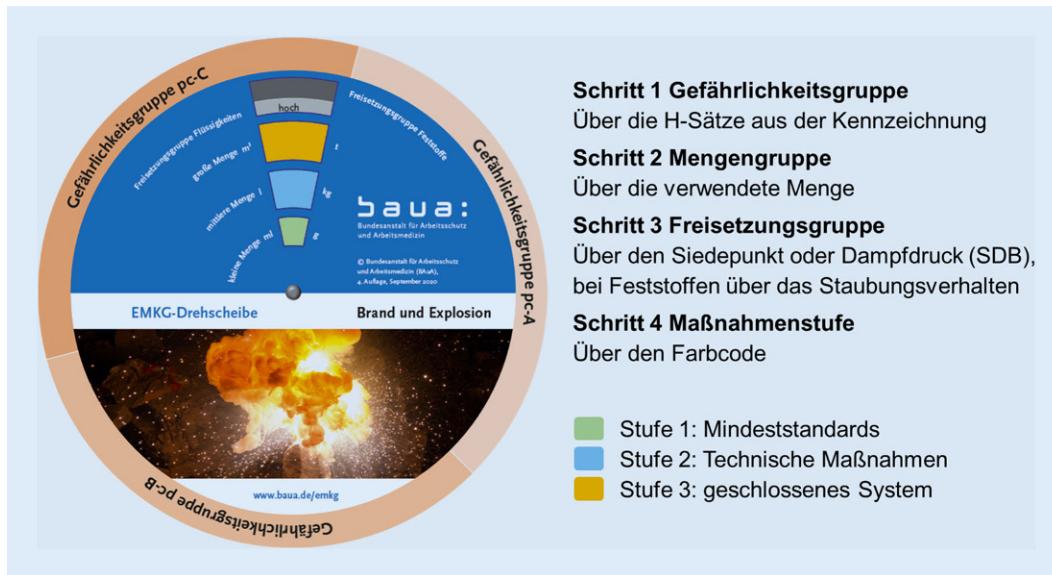 Gefährlichkeitsgruppe pc-C
Gefährlichkeitsgruppe pc-A
Gefährlichkeitsgruppe pc-B
hoch
Freisetzungsgruppe Flüssigkeiten
Freisetzungsgruppe Feststoffe
große Menge m³
t
mittlere Menge l
kg
kleine Menge ml
g
baua:
Bundesanstalt für Arbeitsschutz
und Arbeitsmedizin
© Bundesanstalt für Arbeitsschutz
und Arbeitsmedizin (BAuA),
4. Auflage, September 2020
EMKG-Drehscheibe
Brand und Explosion
www.baua.de/emkg
Schritt 1 Gefährlichkeitsgruppe
Über die H-Sätze aus der Kennzeichnung
Schritt 2 Mengengruppe
Über die verwendete Menge
Schritt 3 Freisetzungsgruppe
Über den Siedepunkt oder Dampfdruck (SDB),
bei Feststoffen über das Staubungsverhalten
Schritt 4 Maßnahmenstufe
Über den Farbcode
Stufe 1: Mindeststandards
Stufe 2: Technische Maßnahmen
Stufe 3: geschlossenes System